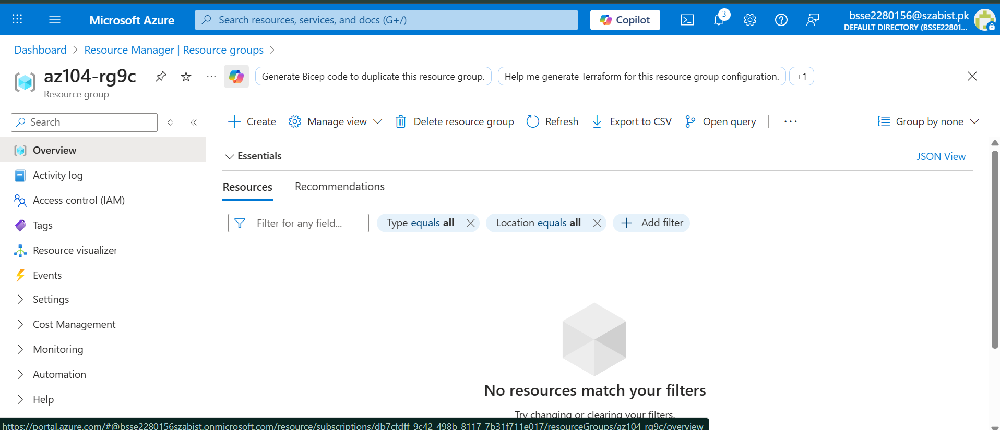 Microsoft Azure
Search resources, services, and docs (G+/)
Copilot
3
bsse2280156@szabist.pk
DEFAULT DIRECTORY (BSSE22801...
Dashboard > Resource Manager | Resource groups >
az104-rg9c
Resource group
Generate Bicep code to duplicate this resource group.
Help me generate Terraform for this resource group configuration.
+1
Search
Create
Manage view
Delete resource group
Refresh
Export to CSV
Open query
Group by none
Overview
Activity log
Access control (IAM)
Tags
Resource visualizer
Events
Settings
Cost Management
Monitoring
Automation
Help
Essentials
JSON View
Resources
Recommendations
Filter for any field...
Type equals all
Location equals all
Add filter
No resources match your filters
Try changing or clearing your filters.
https://portal.azure.com/#@bsse2280156szabist.onmicrosoft.com/resource/subscriptions/db7cfdff-9c42-498b-8117-7b31f711e017/resourceGroups/az104-rg9c/overview